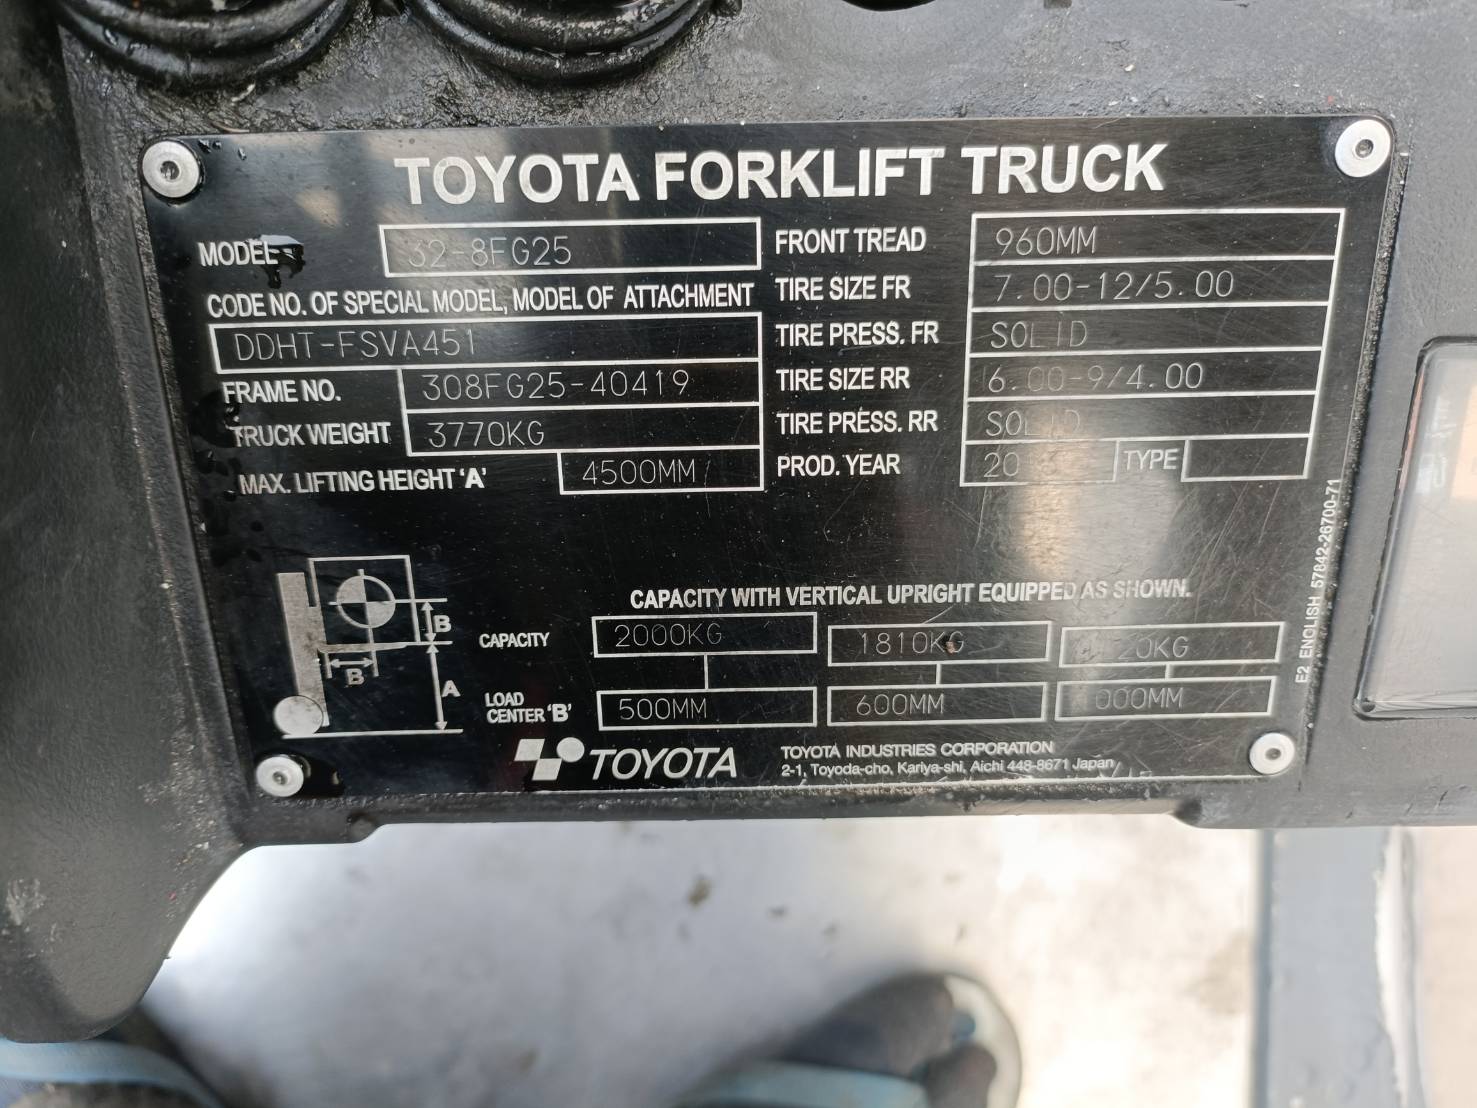 TOYOTA FORKLIFT TRUCK
MODEL 32-8FG25
CODE NO. OF SPECIAL MODEL, MODEL OF ATTACHMENT
DDHT-FSVA451
FRAME NO. 308FG25-40419
TRUCK WEIGHT 3770KG
MAX. LIFTING HEIGHT 'A' 4500MM
FRONT TREAD 960MM
TIRE SIZE FR 7.00-12/5.00
TIRE PRESS. FR SOLID
TIRE SIZE RR 6.00-9/4.00
TIRE PRESS. RR SOLID
PROD. YEAR TYPE
B
B
A
CAPACITY WITH VERTICAL UPRIGHT EQUIPPED AS SHOWN.
CAPACITY 2000KG 1810KG
LOAD CENTER 'B' 500MM 600MM
TOYOTA
TOYOTA INDUSTRIES CORPORATION
2-1, Toyoda-cho, Kariya-shi, Aichi 448-8671 Japan
E2 ENGLISH 57842-26700-71